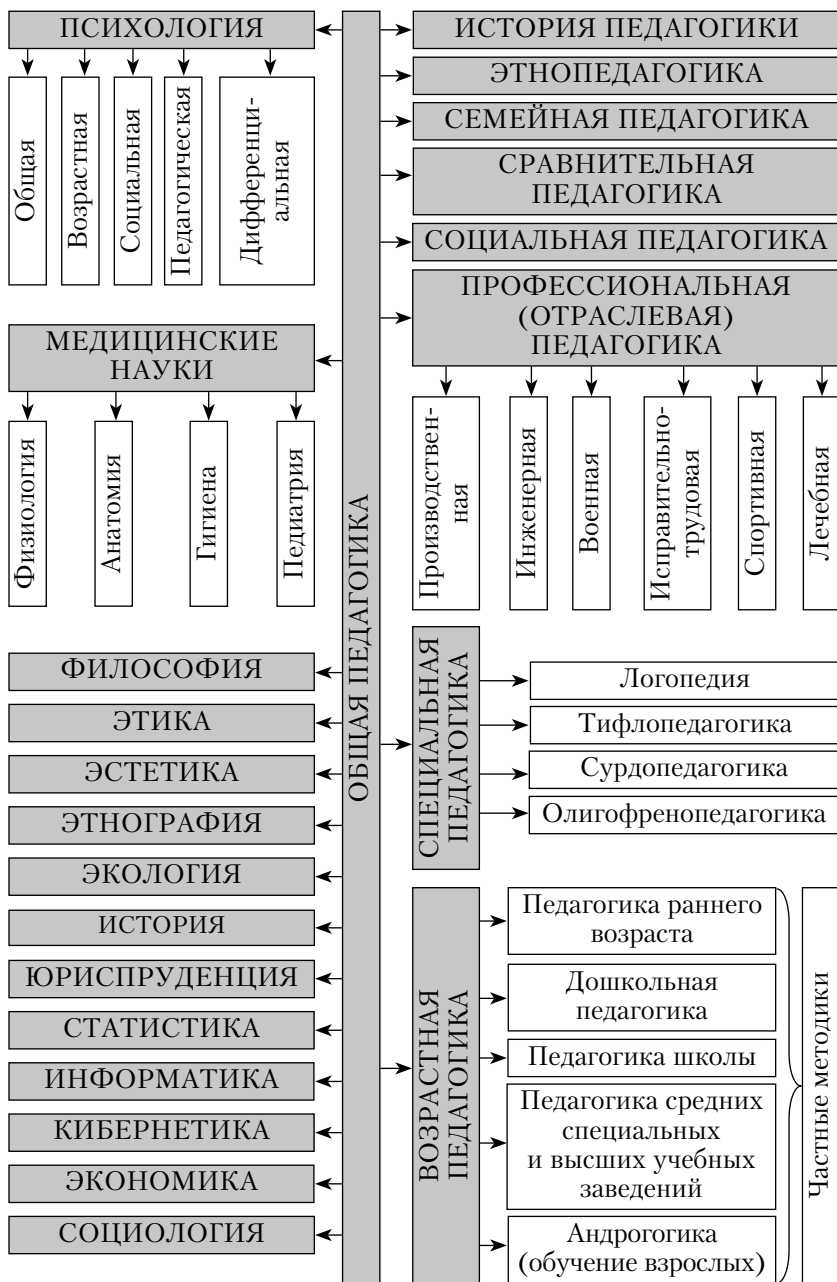 ПСИХОЛОГИЯ
Общая
Возрастная
Социальная
Педагогическая
Дифференци-
альная
МЕДИЦИНСКИЕ
НАУКИ
Физиология
Анатомия
Гигиена
Педиатрия
ФИЛОСОФИЯ
ЭТИКА
ЭСТЕТИКА
ЭТНОГРАФИЯ
ЭКОЛОГИЯ
ИСТОРИЯ
ЮРИСПРУДЕНЦИЯ
СТАТИСТИКА
ИНФОРМАТИКА
КИБЕРНЕТИКА
ЭКОНОМИКА
СОЦИОЛОГИЯ
ОБЩАЯ ПЕДАГОГИКА
ИСТОРИЯ ПЕДАГОГИКИ
ЭТНОПЕДАГОГИКА
СЕМЕЙНАЯ ПЕДАГОГИКА
СРАВНИТЕЛЬНАЯ
ПЕДАГОГИКА
СОЦИАЛЬНАЯ ПЕДАГОГИКА
ПРОФЕССИОНАЛЬНАЯ
(ОТРАСЛЕВАЯ)
ПЕДАГОГИКА
Производствен-
ная
Инженерная
Военная
Исправительно-
трудовая
Спортивная
Лечебная
СПЕЦИАЛЬНАЯ
ПЕДАГОГИКА
Логопедия
Тифлопедагогика
Сурдопедагогика
Олигофренопедагогика
ВОЗРАСТНАЯ
ПЕДАГОГИКА
Педагогика раннего
возраста
Дошкольная
педагогика
Педагогика школы
Педагогика средних
специальных
и высших учебных
заведений
Андрогогика
(обучение взрослых)
Частные методики